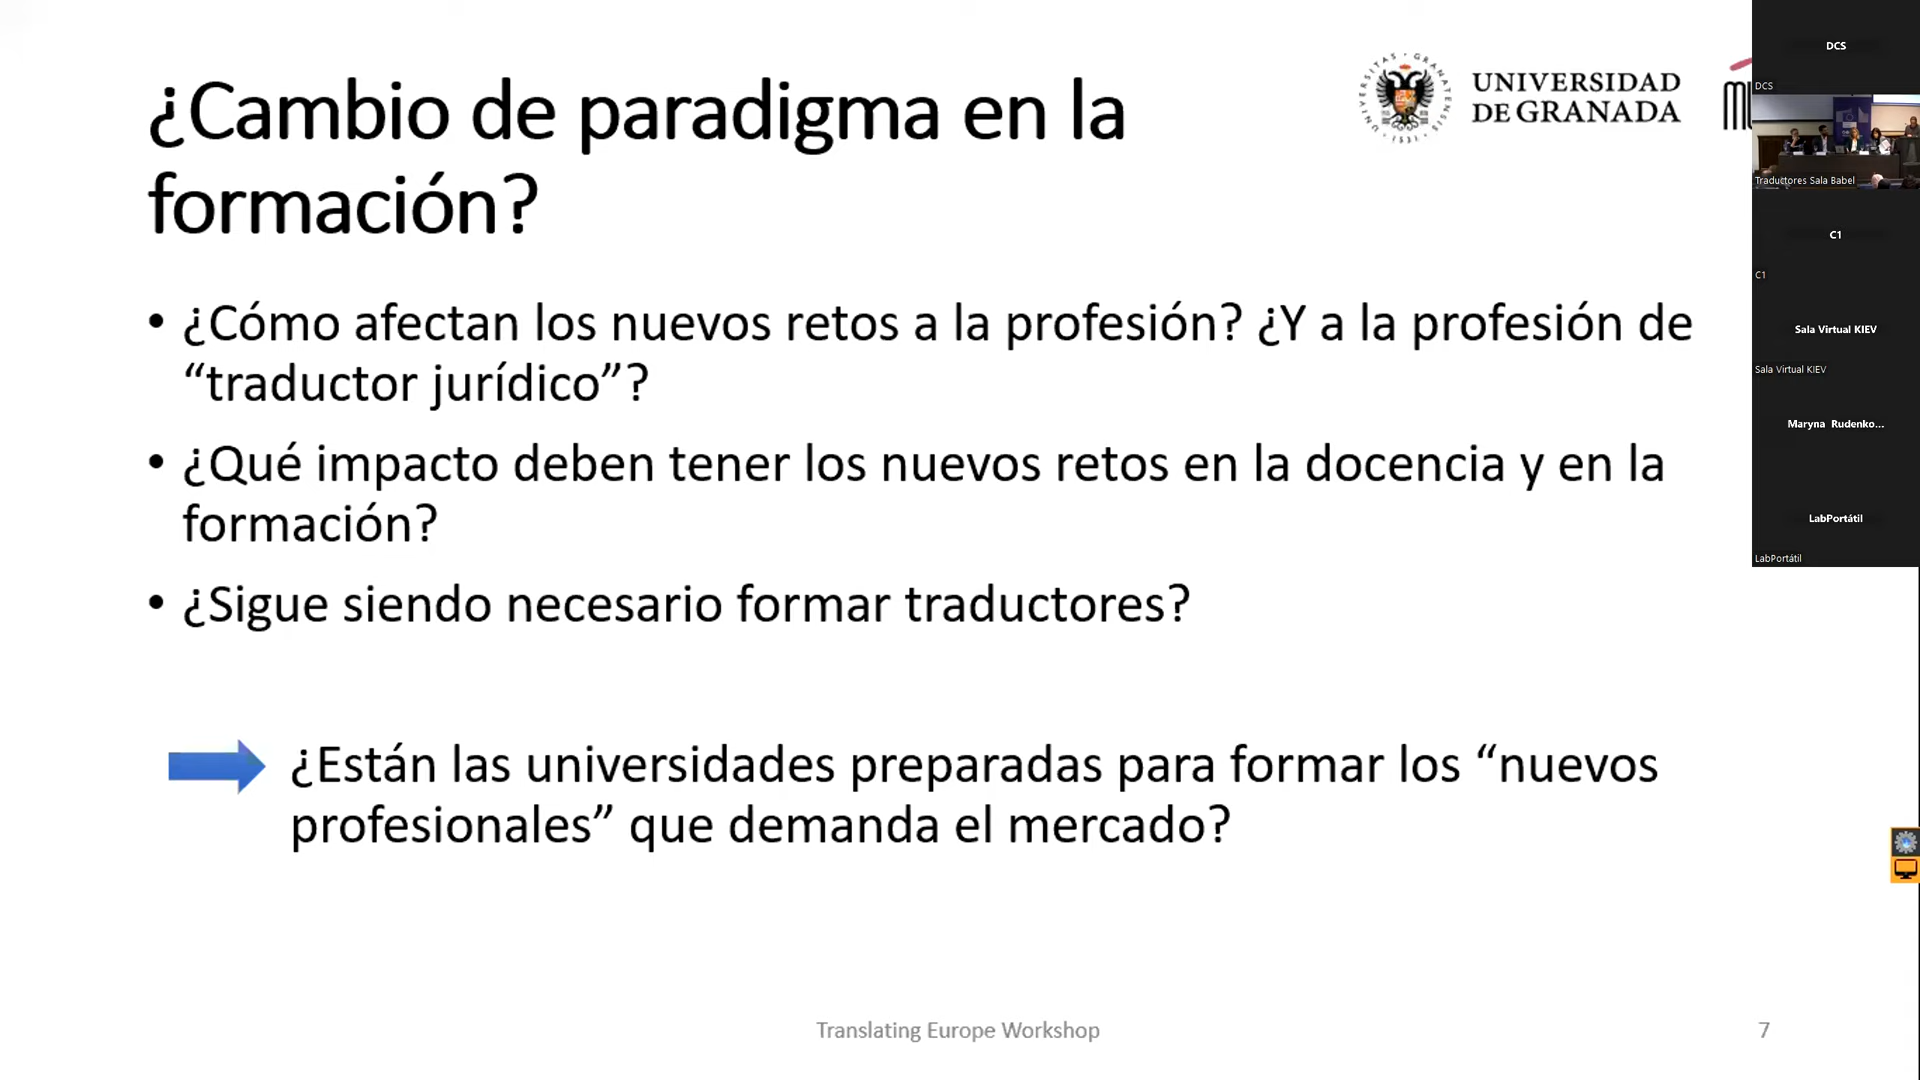 ¿Cambio de paradigma en la
formación?
UNIVERSIDAD
DE GRANADA
• ¿Cómo afectan los nuevos retos a la profesión? ¿Y a la profesión de
“traductor jurídico”?
• ¿Qué impacto deben tener los nuevos retos en la docencia y en la
formación?
• ¿Sigue siendo necesario formar traductores?
¿Están las universidades preparadas para formar los “nuevos
profesionales” que demanda el mercado?
Translating Europe Workshop
7
DCS
DCS
Traductores Sala Babel
C1
C1
Sala Virtual KIEV
Sala Virtual KIEV
Maryna Rudenko...
LabPortátil
LabPortátil